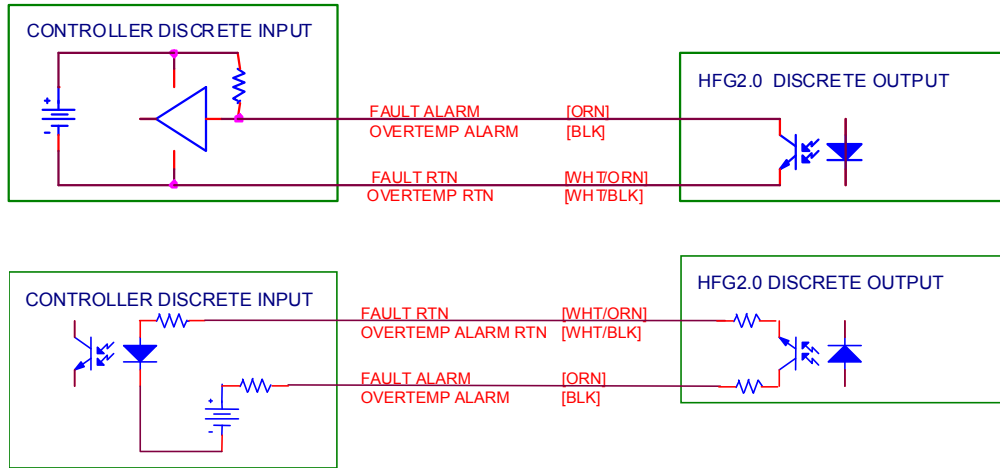 CONTROLLER DISCRETE INPUT
HFG2.0 DISCRETE OUTPUT
+
-
FAULT ALARM [ORN]
OVERTEMP ALARM [BLK]
FAULT RTN [WHT/ORN]
OVERTEMP RTN [WHT/BLK]
CONTROLLER DISCRETE INPUT
HFG2.0 DISCRETE OUTPUT
FAULT RTN [WHT/ORN]
OVERTEMP ALARM RTN [WHT/BLK]
FAULT ALARM [ORN]
OVERTEMP ALARM [BLK]
+
-